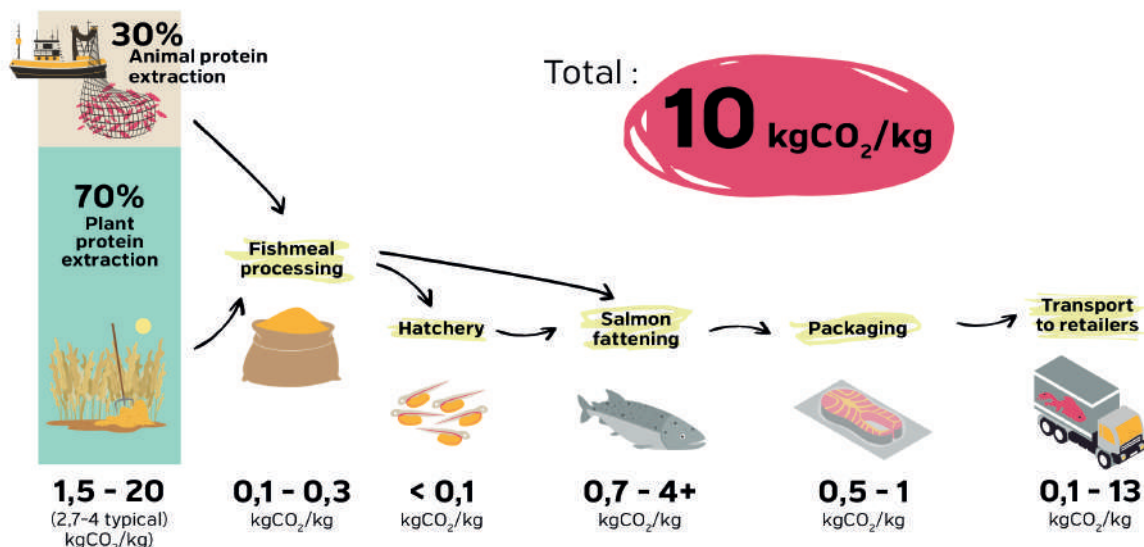 30%
Animal protein
extraction
Total :
10 kgCO₂/kg
70%
Plant
protein
extraction
Fishmeal
processing
Hatchery
Salmon
fattening
Packaging
Transport
to retailers
1,5 - 20
(2,7-4 typical)
kgCO₂/kg)
0,1 - 0,3
kgCO₂/kg
< 0,1
kgCO₂/kg
0,7 - 4+
kgCO₂/kg
0,5 - 1
kgCO₂/kg
0,1 - 13
kgCO₂/kg